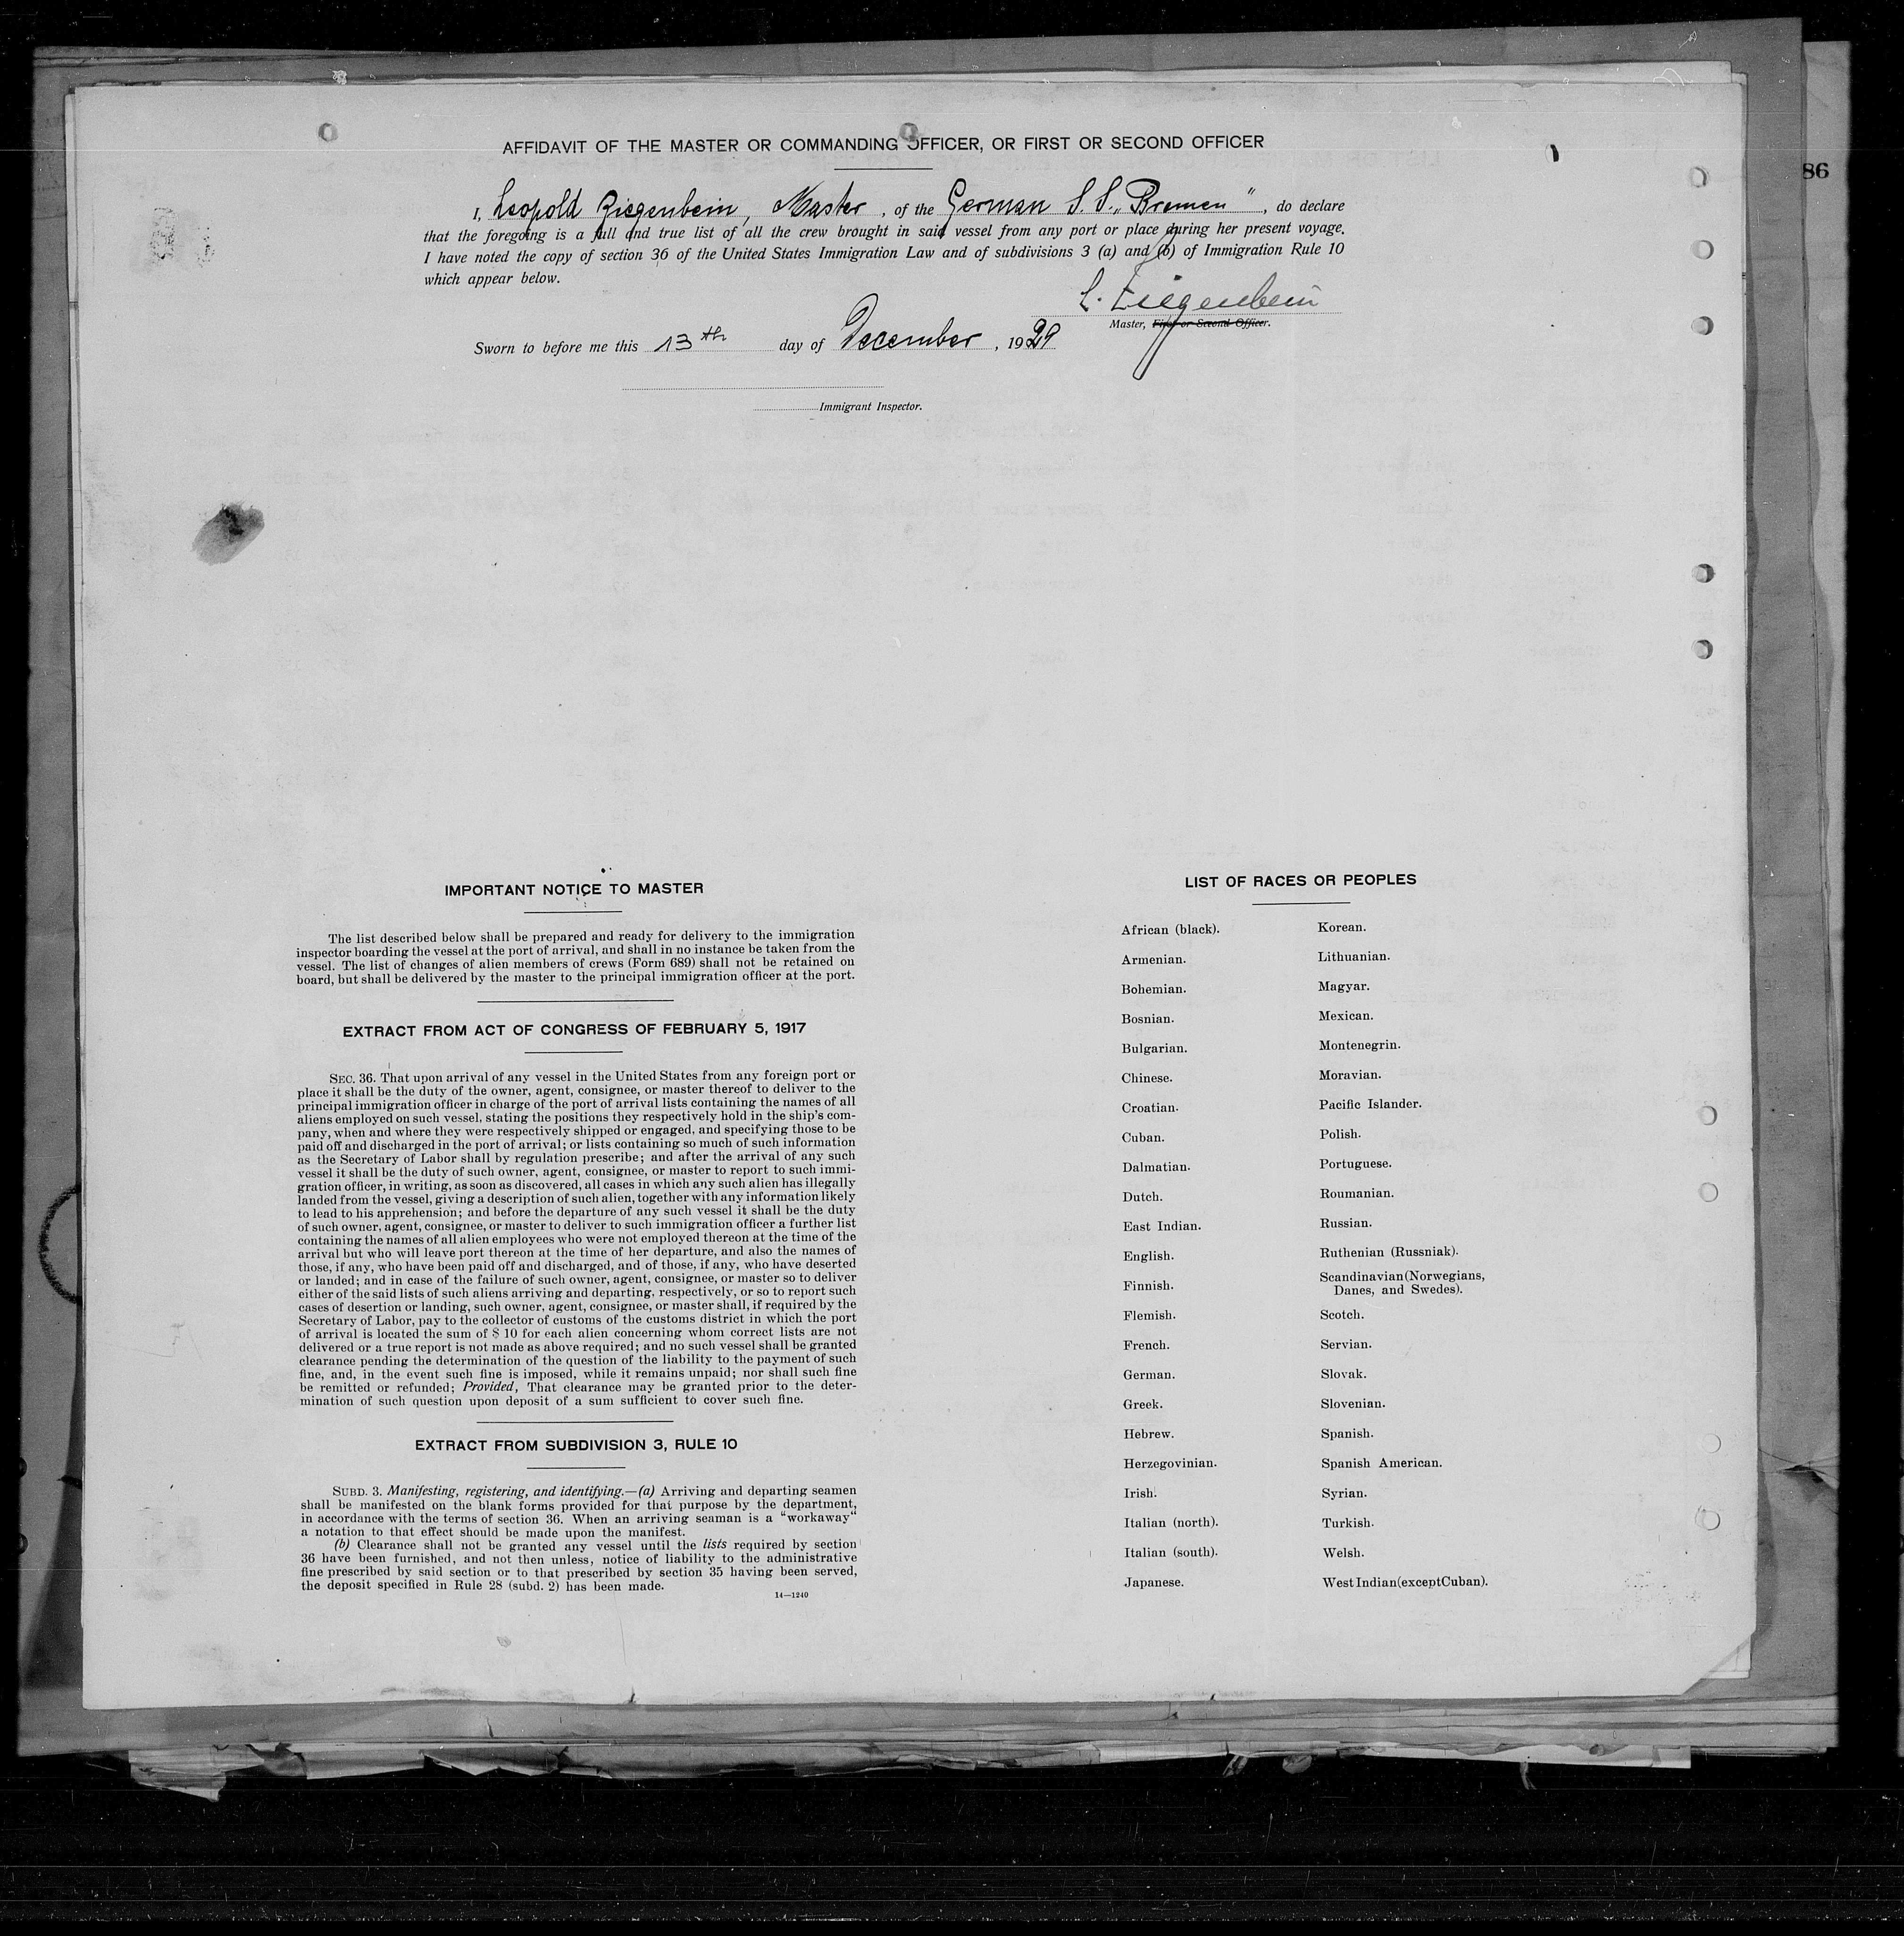 86
AFFIDAVIT OF THE MASTER OR COMMANDING OFFICER, OR FIRST OR SECOND OFFICER
I, Leopold Ziegenbein, Master, of the German S.S. „Bremen", do declare
that the foregoing is a full and true list of all the crew brought in said vessel from any port or place during her present voyage.
I have noted the copy of section 36 of the United States Immigration Law and of subdivisions 3 (a) and (b) of Immigration Rule 10
which appear below.
L. Ziegenbein
Master, First or Second Officer.
Sworn to before me this 13th day of December, 1929
Immigrant Inspector.
IMPORTANT NOTICE TO MASTER
The list described below shall be prepared and ready for delivery to the immigration
inspector boarding the vessel at the port of arrival, and shall in no instance be taken from the
vessel. The list of changes of alien members of crews (Form 689) shall not be retained on
board, but shall be delivered by the master to the principal immigration officer at the port.
EXTRACT FROM ACT OF CONGRESS OF FEBRUARY 5, 1917
SEC. 36. That upon arrival of any vessel in the United States from any foreign port or
place it shall be the duty of the owner, agent, consignee, or master thereof to deliver to the
principal immigration officer in charge of the port of arrival lists containing the names of all
aliens employed on such vessel, stating the positions they respectively hold in the ship's com-
pany, when and where they were respectively shipped or engaged, and specifying those to be
paid off and discharged in the port of arrival; or lists containing so much of such information
as the Secretary of Labor shall by regulation prescribe; and after the arrival of any such
vessel it shall be the duty of such owner, agent, consignee, or master to report to such immi-
gration officer, in writing, as soon as discovered, all cases in which any such alien has illegally
landed from the vessel, giving a description of such alien, together with any information likely
to lead to his apprehension; and before the departure of any such vessel it shall be the duty
of such owner, agent, consignee, or master to deliver to such immigration officer a further list
containing the names of all alien employees who were not employed thereon at the time of the
arrival but who will leave port thereon at the time of her departure, and also the names of
those, if any, who have been paid off and discharged, and of those, if any, who have deserted
or landed; and in case of the failure of such owner, agent, consignee, or master so to deliver
either of the said lists of such aliens arriving and departing, respectively, or so to report such
cases of desertion or landing, such owner, agent, consignee, or master shall, if required by the
Secretary of Labor, pay to the collector of customs of the customs district in which the port
of arrival is located the sum of $ 10 for each alien concerning whom correct lists are not
delivered or a true report is not made as above required; and no such vessel shall be granted
clearance pending the determination of the question of the liability to the payment of such
fine, and, in the event such fine is imposed, while it remains unpaid; nor shall such fine
be remitted or refunded; Provided, That clearance may be granted prior to the deter-
mination of such question upon deposit of a sum sufficient to cover such fine.
EXTRACT FROM SUBDIVISION 3, RULE 10
SUBD. 3. Manifesting, registering, and identifying.—(a) Arriving and departing seamen
shall be manifested on the blank forms provided for that purpose by the department,
in accordance with the terms of section 36. When an arriving seaman is a "workaway"
a notation to that effect should be made upon the manifest.
(b) Clearance shall not be granted any vessel until the lists required by section
36 have been furnished, and not then unless, notice of liability to the administrative
fine prescribed by said section or to that prescribed by section 35 having been served,
the deposit specified in Rule 28 (subd. 2) has been made.
14—1240
LIST OF RACES OR PEOPLES
African (black).
Armenian.
Bohemian.
Bosnian.
Bulgarian.
Chinese.
Croatian.
Cuban.
Dalmatian.
Dutch.
East Indian.
English.
Finnish.
Flemish.
French.
German.
Greek.
Hebrew.
Herzegovinian.
Irish.
Italian (north).
Italian (south).
Japanese.
Korean.
Lithuanian.
Magyar.
Mexican.
Montenegrin.
Moravian.
Pacific Islander.
Polish.
Portuguese.
Roumanian.
Russian.
Ruthenian (Russniak).
Scandinavian (Norwegians,
Danes, and Swedes).
Scotch.
Servian.
Slovak.
Slovenian.
Spanish.
Spanish American.
Syrian.
Turkish.
Welsh.
West Indian (except Cuban).